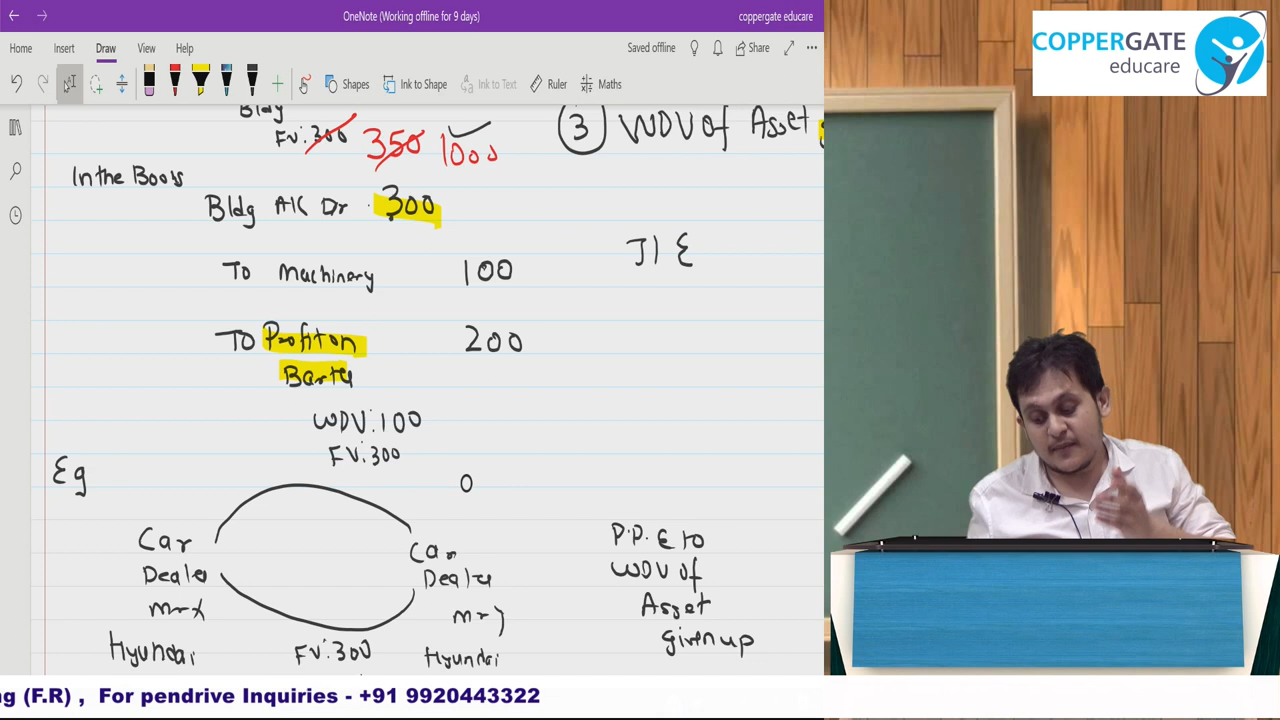 OneNote (Working offline for 9 days)
coppergate educare
Home Insert Draw View Help
Saved offline
Share
Shapes
Ink to Shape
Ink to Text
Ruler
Maths
COPPERGATE
educare
Bldg
FV: 300 350 1000
(3) WDV of Asset
In the Books
Bldg A/c Dr 300
To Machinery 100
To Profit on 200
Barter
WDV: 100
FV: 300
Eg
0
Car
Dealer
Mr X
Hyundai
FV: 300
Car
Dealer
Mr Y
Hyundai
P.P.E to
WDV of
Asset
given up
ng (F.R) , For pendrive Inquiries - +91 9920443322